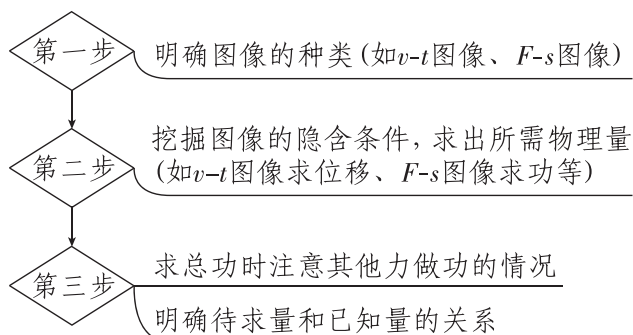 第一步
明确图像的种类(如v-t图像、F-s图像)
第二步
挖掘图像的隐含条件,求出所需物理量
(如v-t图像求位移、F-s图像求功等)
第三步
求总功时注意其他力做功的情况
明确待求量和已知量的关系